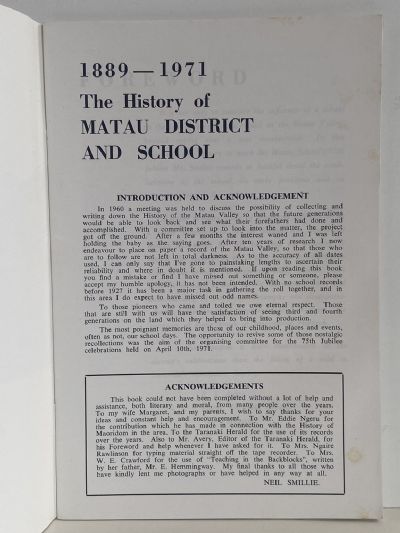 1889 — 1971
The History of
MATAU DISTRICT
AND SCHOOL
INTRODUCTION AND ACKNOWLEDGEMENT
In 1960 a meeting was held to discuss the possibility of collecting and
writing down the History of the Matau Valley so that the future generations
would be able to look back and see what their forefathers had done and
accomplished. With a committee set up to look into the matter, the project
got off the ground. After a few months the interest waned and I was left
holding the baby as the saying goes. After ten years of research I now
endeavour to place on paper a record of the Matau Valley, so that those who
are to follow are not left in total darkness. As to the accuracy of all dates
used, I can only say that I've gone to painstaking lengths to ascertain their
reliability and where in doubt it is mentioned. If upon reading this book
you find a mistake or find I have missed out something or someone, please
accept my humble apology, it has not been intended. With no school records
before 1927 it has been a major task in gathering the roll together, and in
this area I do expect to have missed out odd names.
To those pioneers who came and toiled we owe eternal respect. Those
that are still with us will have the satisfaction of seeing third and fourth
generations on the land which they helped to bring into production.
The most poignant memories are those of our childhood, places and events,
often as not, our school days. The opportunity to revive some of those nostalgic
recollections was the aim of the organising committee for the 75th Jubilee
celebrations held on April 10th, 1971.
ACKNOWLEDGEMENTS
This book could not have been completed without a lot of help and
assistance, both literary and moral, from many people over the years.
To my wife Margaret, and my parents, I wish to say thanks for your
ideas and constant help and encouragement. To Mr. Eddie Ngeru for
the contribution which he has made in connection with the History of
Maoridom in the area. To the Taranaki Herald for the use of its records
over the years. Also to Mr. Avery, Editor of the Taranaki Herald, for
his Foreword and help whenever I have asked for it. To Mrs. Ngaire
Rawlinson for typing material straight off the tape recorder. To Mrs.
W. E. Crawford for the use of "Teaching in the Backblocks", written
by her father, Mr. E. Hemmingway. My final thanks to all those who
have kindly lent me photographs or have helped in any way at all.
NEIL SMILLIE.